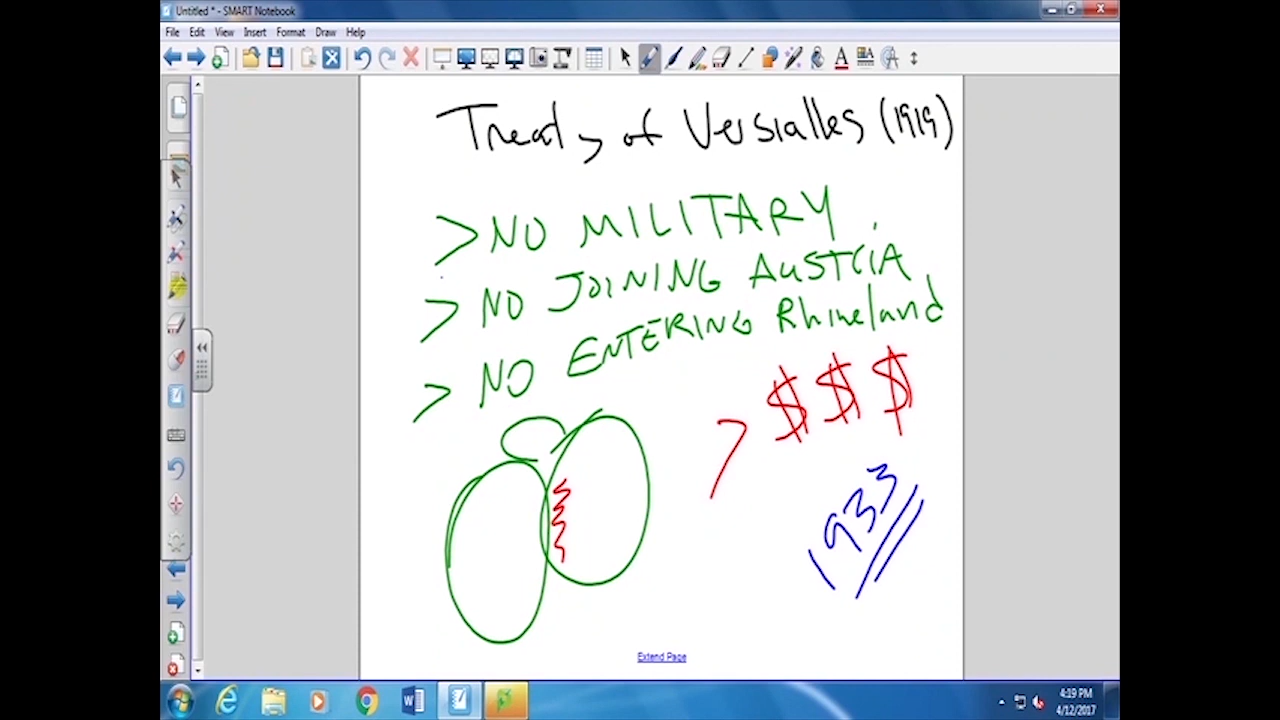 Untitled * - SMART Notebook
File Edit View Insert Format Draw Help
Treaty of Versialles (1919)
> NO MILITARY
> NO JOINING AUSTRIA
> NO ENTERING Rhineland
> $ $ $
1933
Extend Page
4:19 PM
4/12/2017